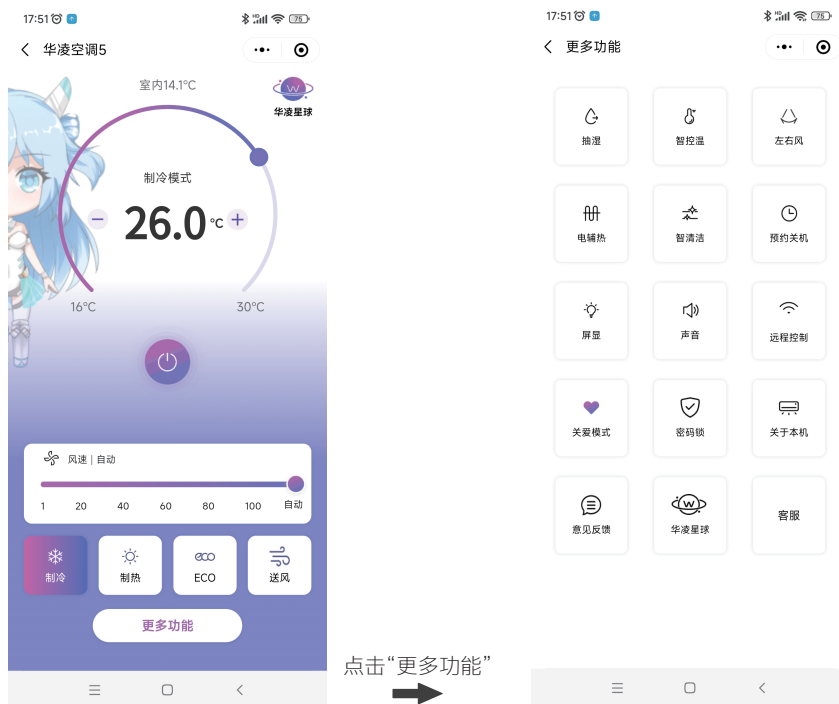 17:51
75
华凌空调5
室内14.1°C
华凌星球
制冷模式
26.0 °C
16°C
30°C
风速 | 自动
1 20 40 60 80 100 自动
制冷 制热 ECO 送风
更多功能
点击“更多功能”
17:51
75
更多功能
抽湿 智控温 左右风
电辅热 智清洁 预约关机
屏显 声音 远程控制
关爱模式 密码锁 关于本机
意见反馈 华凌星球 客服